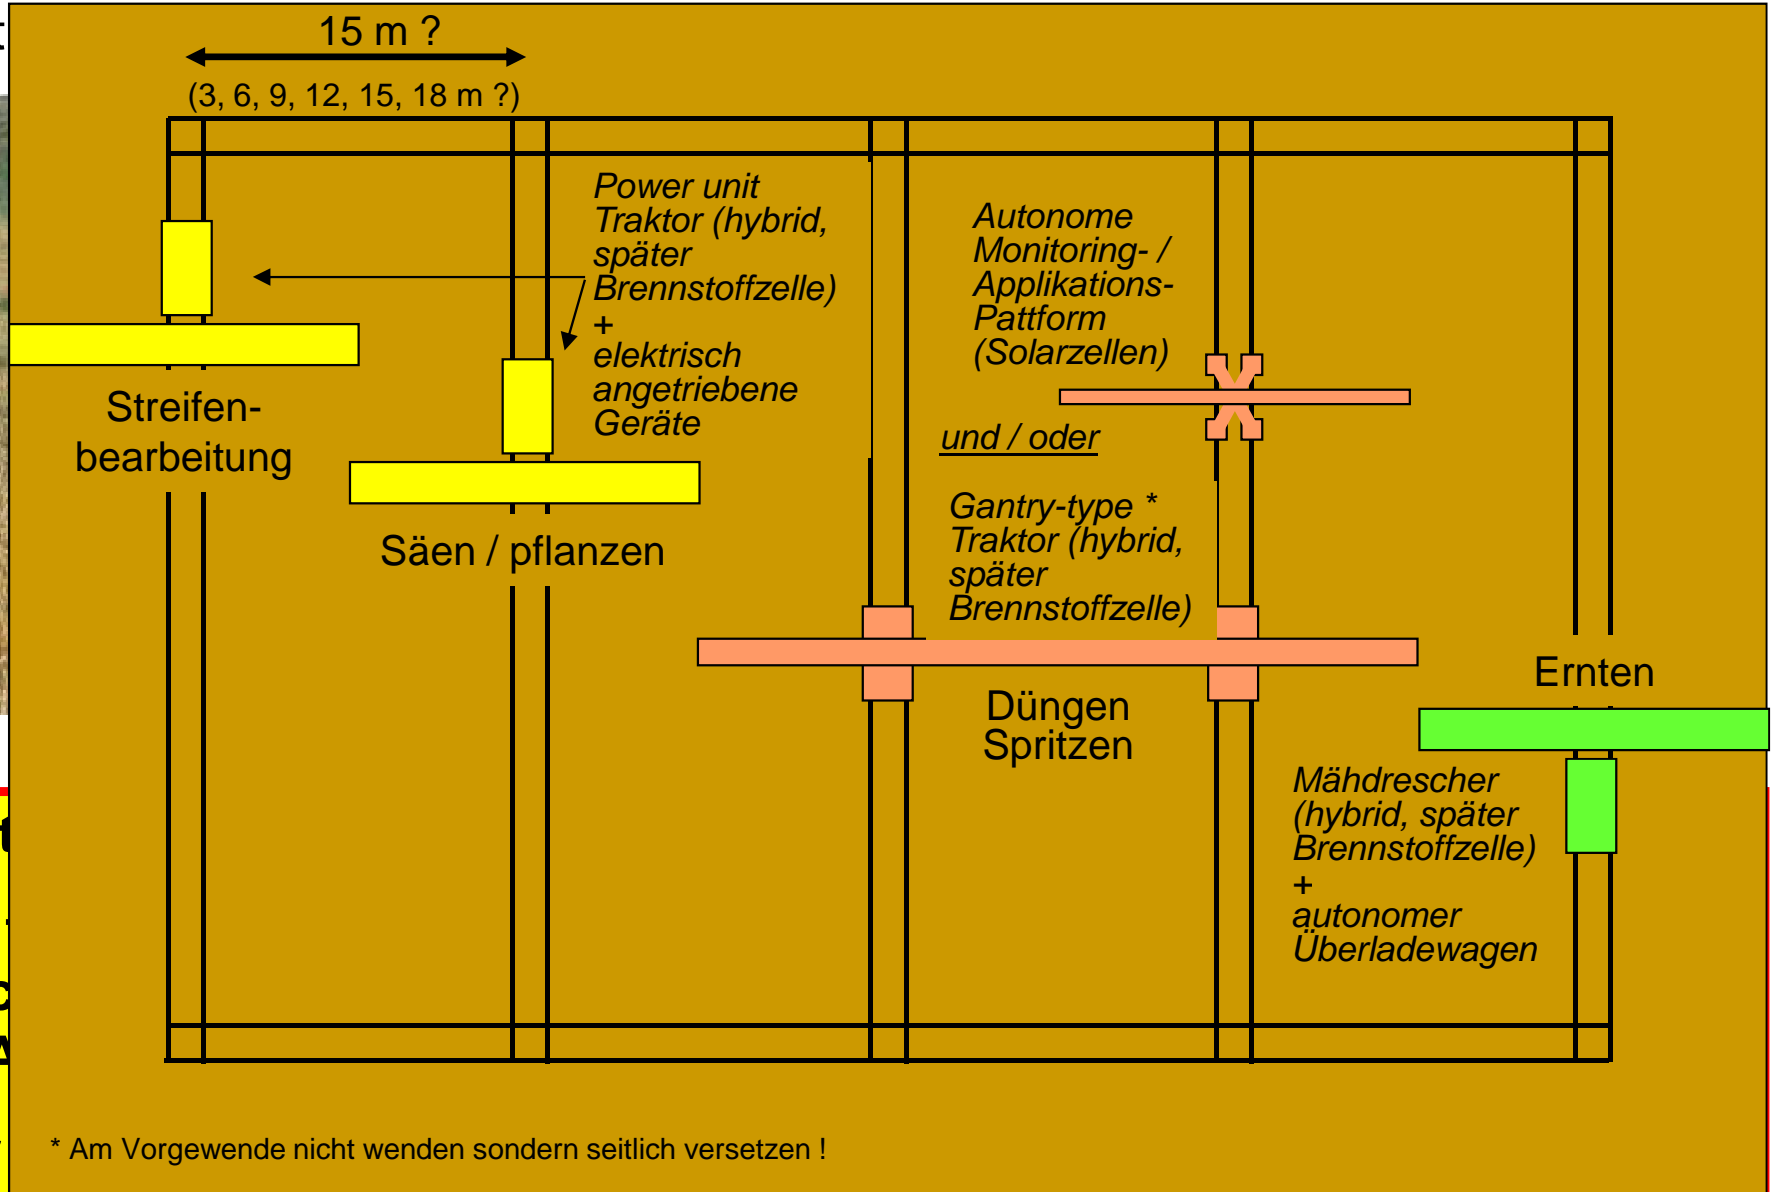 15 m ?
(3, 6, 9, 12, 15, 18 m ?)
Power unit
Traktor (hybrid,
später
Brennstoffzelle)
+
elektrisch
angetriebene
Geräte
Autonome
Monitoring- /
Applikations-
Pattform
(Solarzellen)
und / oder
Gantry-type *
Traktor (hybrid,
später
Brennstoffzelle)
Streifen-
bearbeitung
Säen / pflanzen
Düngen
Spritzen
Ernten
Mähdrescher
(hybrid, später
Brennstoffzelle)
+
autonomer
Überladewagen
* Am Vorgewende nicht wenden sondern seitlich versetzen !